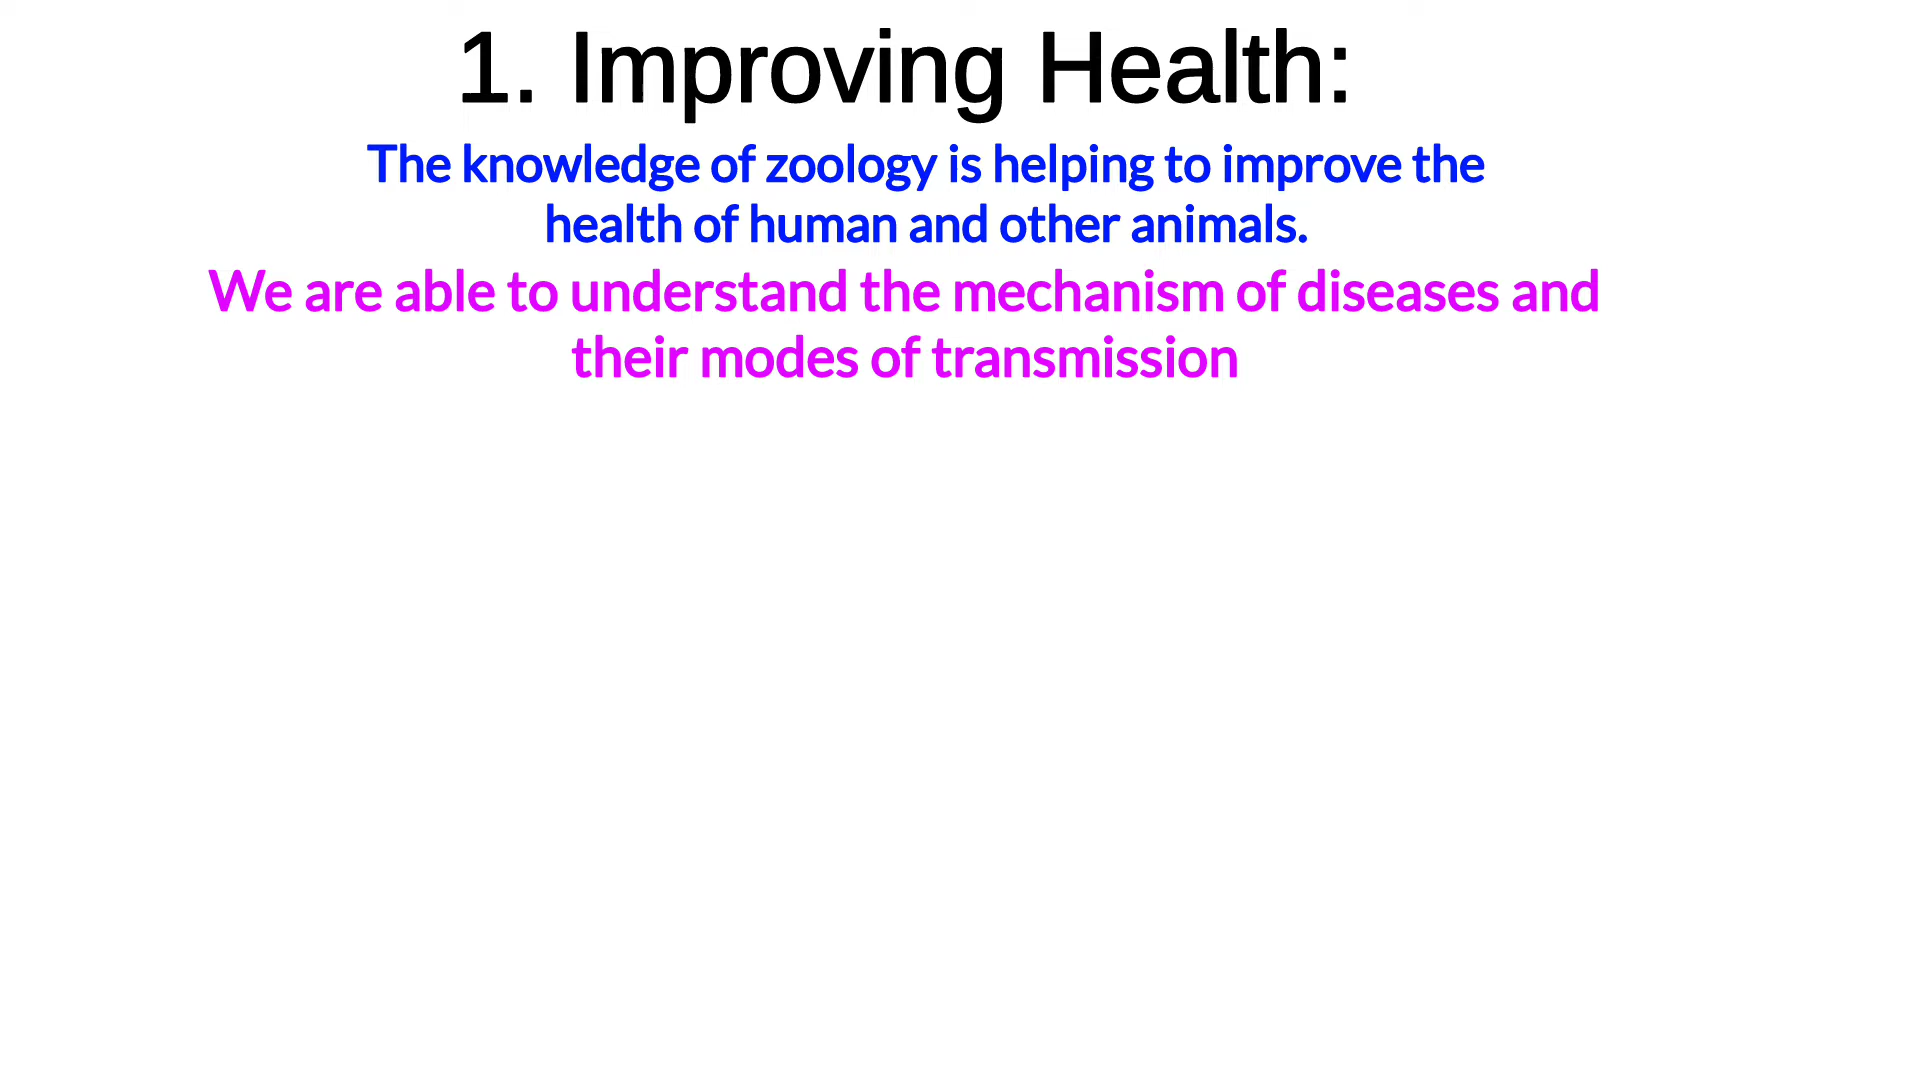 1. Improving Health:
The knowledge of zoology is helping to improve the
health of human and other animals.
We are able to understand the mechanism of diseases and
their modes of transmission